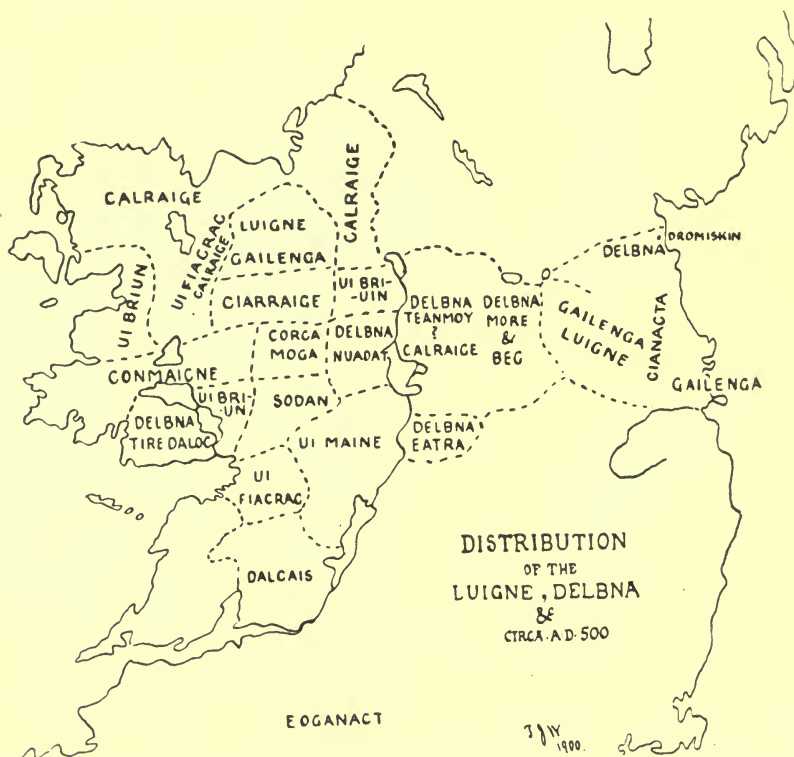 CALRAIGE
CALRAIGE
LUIGNE
UI FIACRAC
CALRAIGE
GAILENGA
UI BRIUN
CIARRAIGE
UI BRI-
-UIN
DELBNA
DROMISKIN
DELBNA
TEANMOY
?
CALRAIGE
DELBNA
MORE
&
BEG
GAILENGA
LUIGNE
CIANACTA
GAILENGA
CORCA
MOGA
DELBNA
NUADAT
CONMAICNE
UI BRI-
-UN
SODAN
DELBNA
TIRE DALOC
UI MAINE
DELBNA
EATRA
UI
FIACRAC
DALCAIS
EOGANACT
DISTRIBUTION
OF THE
LUIGNE, DELBNA
&c
CIRCA. A D. 500
1900.